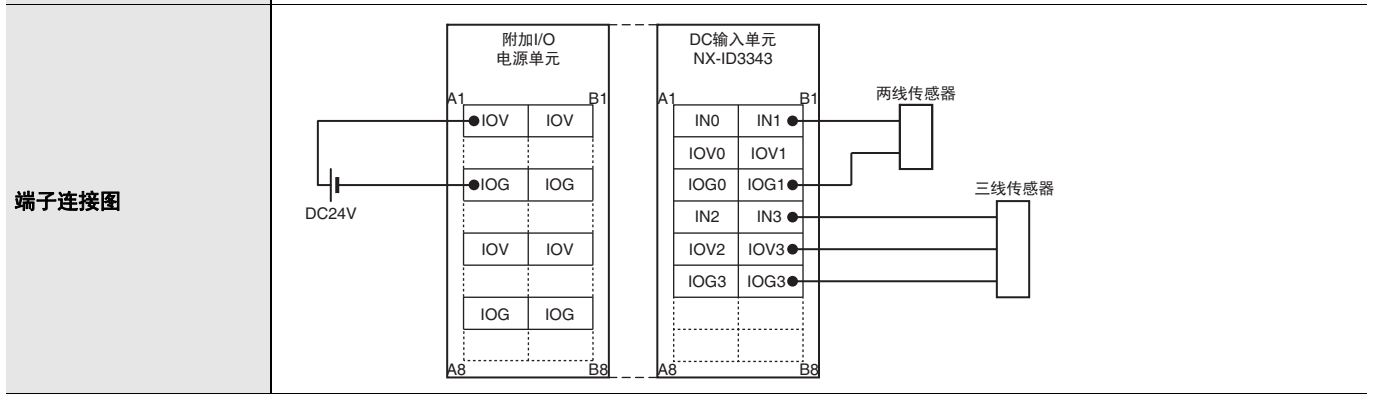 端子连接图
附加I/O
电源单元
A1
B1
IOV IOV
IOG IOG
IOV IOV
IOG IOG
A8
B8
DC24V
DC输入单元
NX-ID3343
A1
B1
IN0 IN1
IOV0 IOV1
IOG0 IOG1
IN2 IN3
IOV2 IOV3
IOG3 IOG3
A8
B8
两线传感器
三线传感器